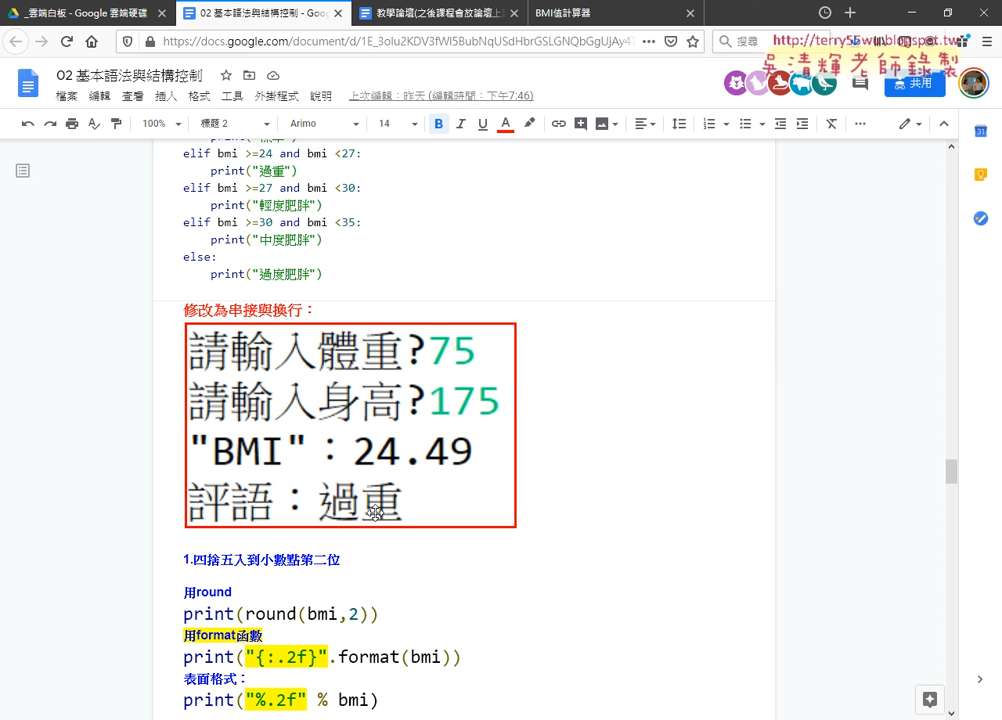 _雲端白板 - Google 雲端硬碟
02 基本語法與結構控制 - Goo
教學論壇(之後課程會放論壇上
BMI值計算器
https://docs.google.com/document/d/1E_3olu2KDV3fWI5BubNqUSdHbrGSLGNQbGgUjAy4
搜尋
http://terry55wu.blogspot.tw
吳清輝老師錄製
02 基本語法與結構控制
檔案 編輯 查看 插入 格式 工具 外掛程式 說明 上次編輯：昨天 (編輯時間：下午7:46)
共用
100% 標題 2 Arimo 14
elif bmi >=24 and bmi <27:
print("過重")
elif bmi >=27 and bmi <30:
print("輕度肥胖")
elif bmi >=30 and bmi <35:
print("中度肥胖")
else:
print("過度肥胖")
修改為串接與換行：
請輸入體重?75
請輸入身高?175
"BMI"：24.49
評語：過重
1.四捨五入到小數點第二位
用round
print(round(bmi,2))
用format函數
print("{:.2f}".format(bmi))
表面格式：
print("%.2f" % bmi)